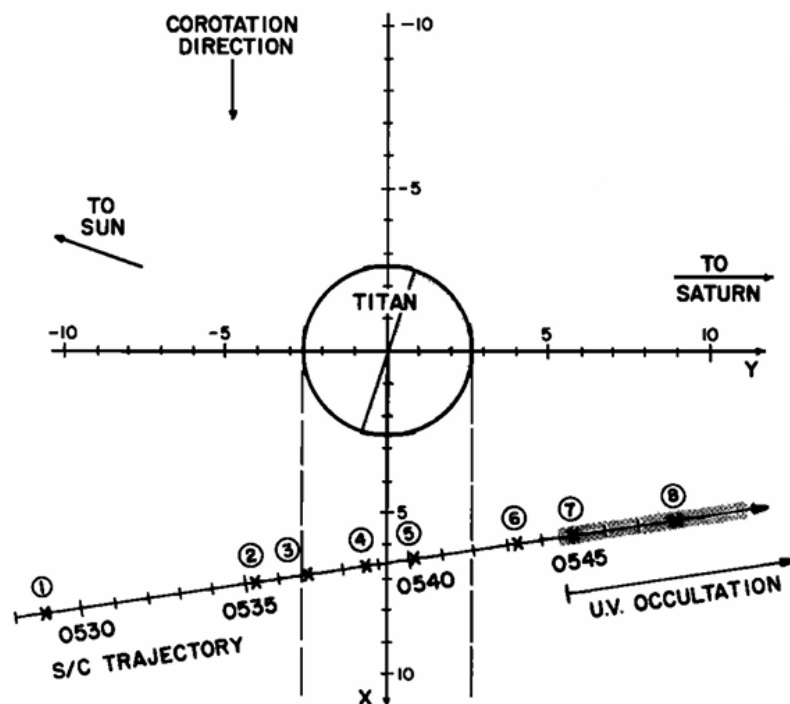 -10
COROTATION
DIRECTION
-5
TO
SUN
TO
SATURN
TITAN
-10
-5
5
10
Y
5
① ② ③ ④ ⑤ ⑥ ⑦ ⑧
0530
0535
0540
0545
U.V. OCCULTATION
S/C TRAJECTORY
10
X